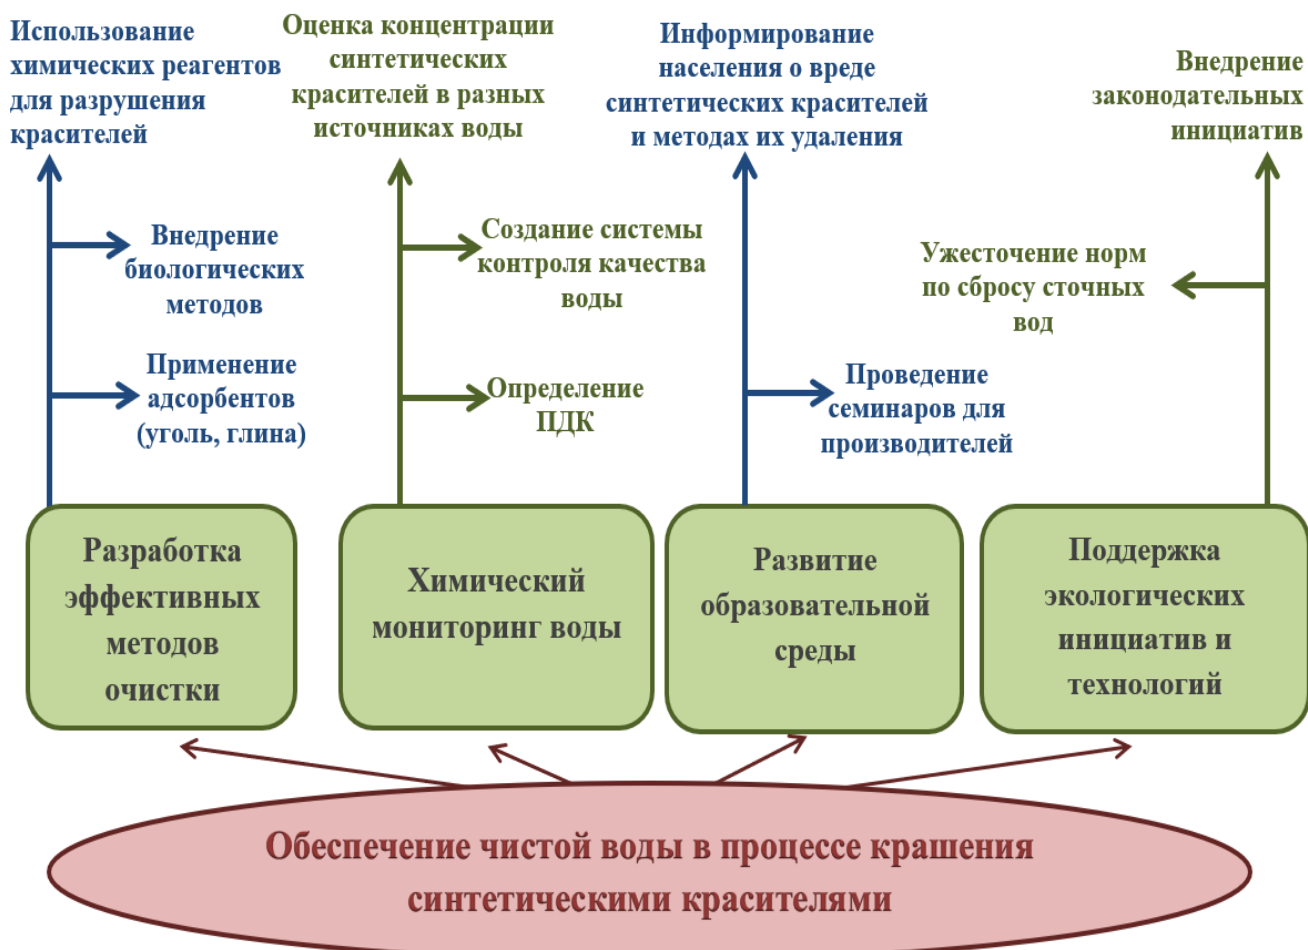 Использование
химических реагентов
для разрушения
красителей
Оценка концентрации
синтетических
красителей в разных
источниках воды
Информирование
населения о вреде
синтетических красителей
и методах их удаления
Внедрение
законодательных
инициатив
Внедрение
биологических
методов
Создание системы
контроля качества
воды
Ужесточение норм
по сбросу сточных
вод
Применение
адсорбентов
(уголь, глина)
Определение
ПДК
Проведение
семинаров для
производителей
Разработка
эффективных
методов
очистки
Химический
мониторинг воды
Развитие
образовательной
среды
Поддержка
экологических
инициатив и
технологий
Обеспечение чистой воды в процессе крашения
синтетическими красителями